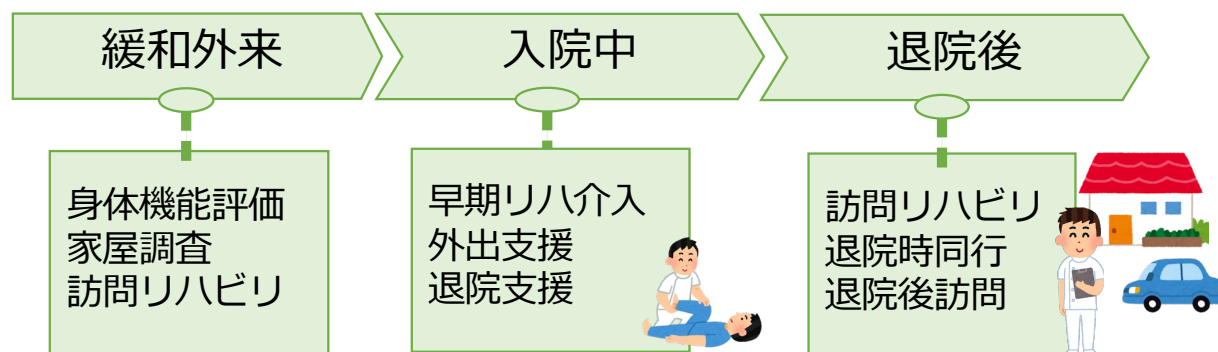 緩和外来
入院中
退院後
身体機能評価
家屋調査
訪問リハビリ
早期リハ介入
外出支援
退院支援
訪問リハビリ
退院時同行
退院後訪問